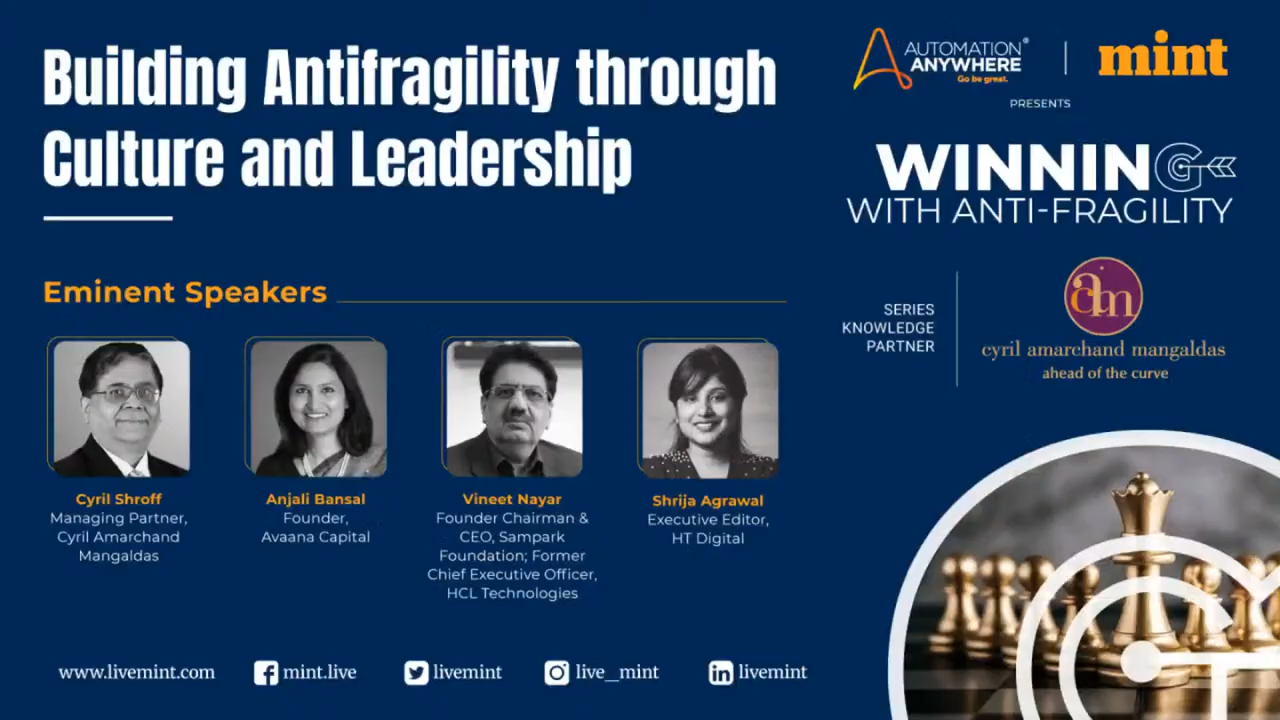 Building Antifragility through
Culture and Leadership
Eminent Speakers
Cyril Shroff
Managing Partner,
Cyril Amarchand
Mangaldas
Anjali Bansal
Founder,
Avaana Capital
Vineet Nayar
Founder Chairman &
CEO, Sampark
Foundation; Former
Chief Executive Officer,
HCL Technologies
Shrija Agrawal
Executive Editor,
HT Digital
www.livemint.com
mint.live
livemint
live_mint
livemint
AUTOMATION®
ANYWHERE
Go be great.
mint
PRESENTS
WINNING
WITH ANTI-FRAGILITY
SERIES
KNOWLEDGE
PARTNER
cam
cyril amarchand mangaldas
ahead of the curve